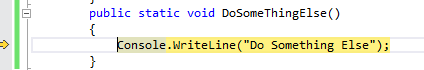 }
public static void DoSomeThingElse()
{
Console.WriteLine("Do Something Else");
}